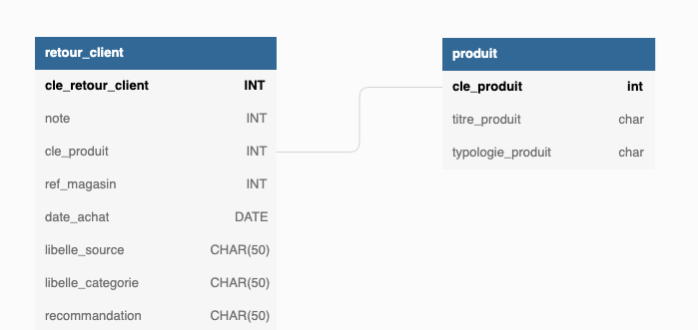 retour_client
cle_retour_client INT
note INT
cle_produit INT
ref_magasin INT
date_achat DATE
libelle_source CHAR(50)
libelle_categorie CHAR(50)
recommandation CHAR(50)
produit
cle_produit int
titre_produit char
typologie_produit char